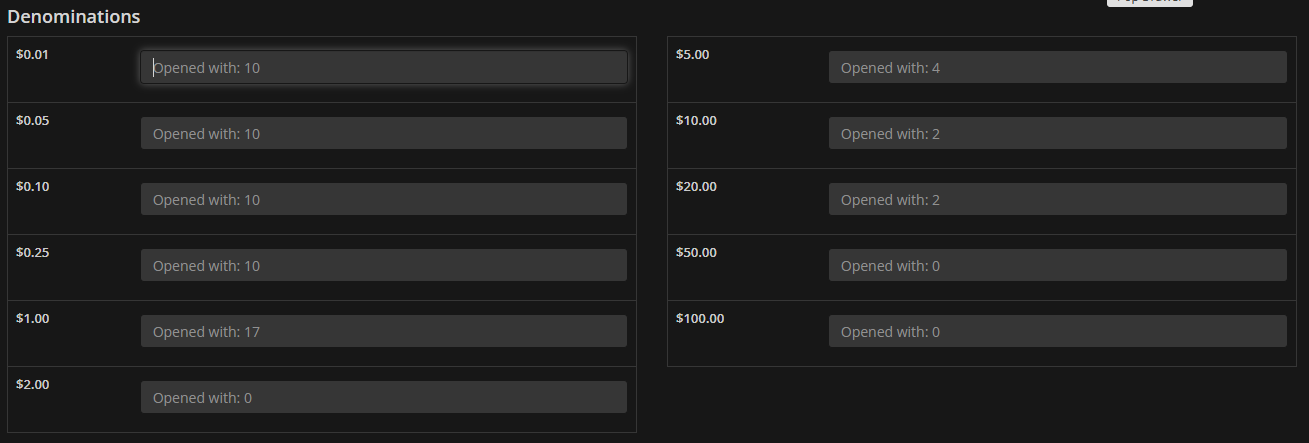 Denominations
$0.01 Opened with: 10
$0.05 Opened with: 10
$0.10 Opened with: 10
$0.25 Opened with: 10
$1.00 Opened with: 17
$2.00 Opened with: 0
$5.00 Opened with: 4
$10.00 Opened with: 2
$20.00 Opened with: 2
$50.00 Opened with: 0
$100.00 Opened with: 0